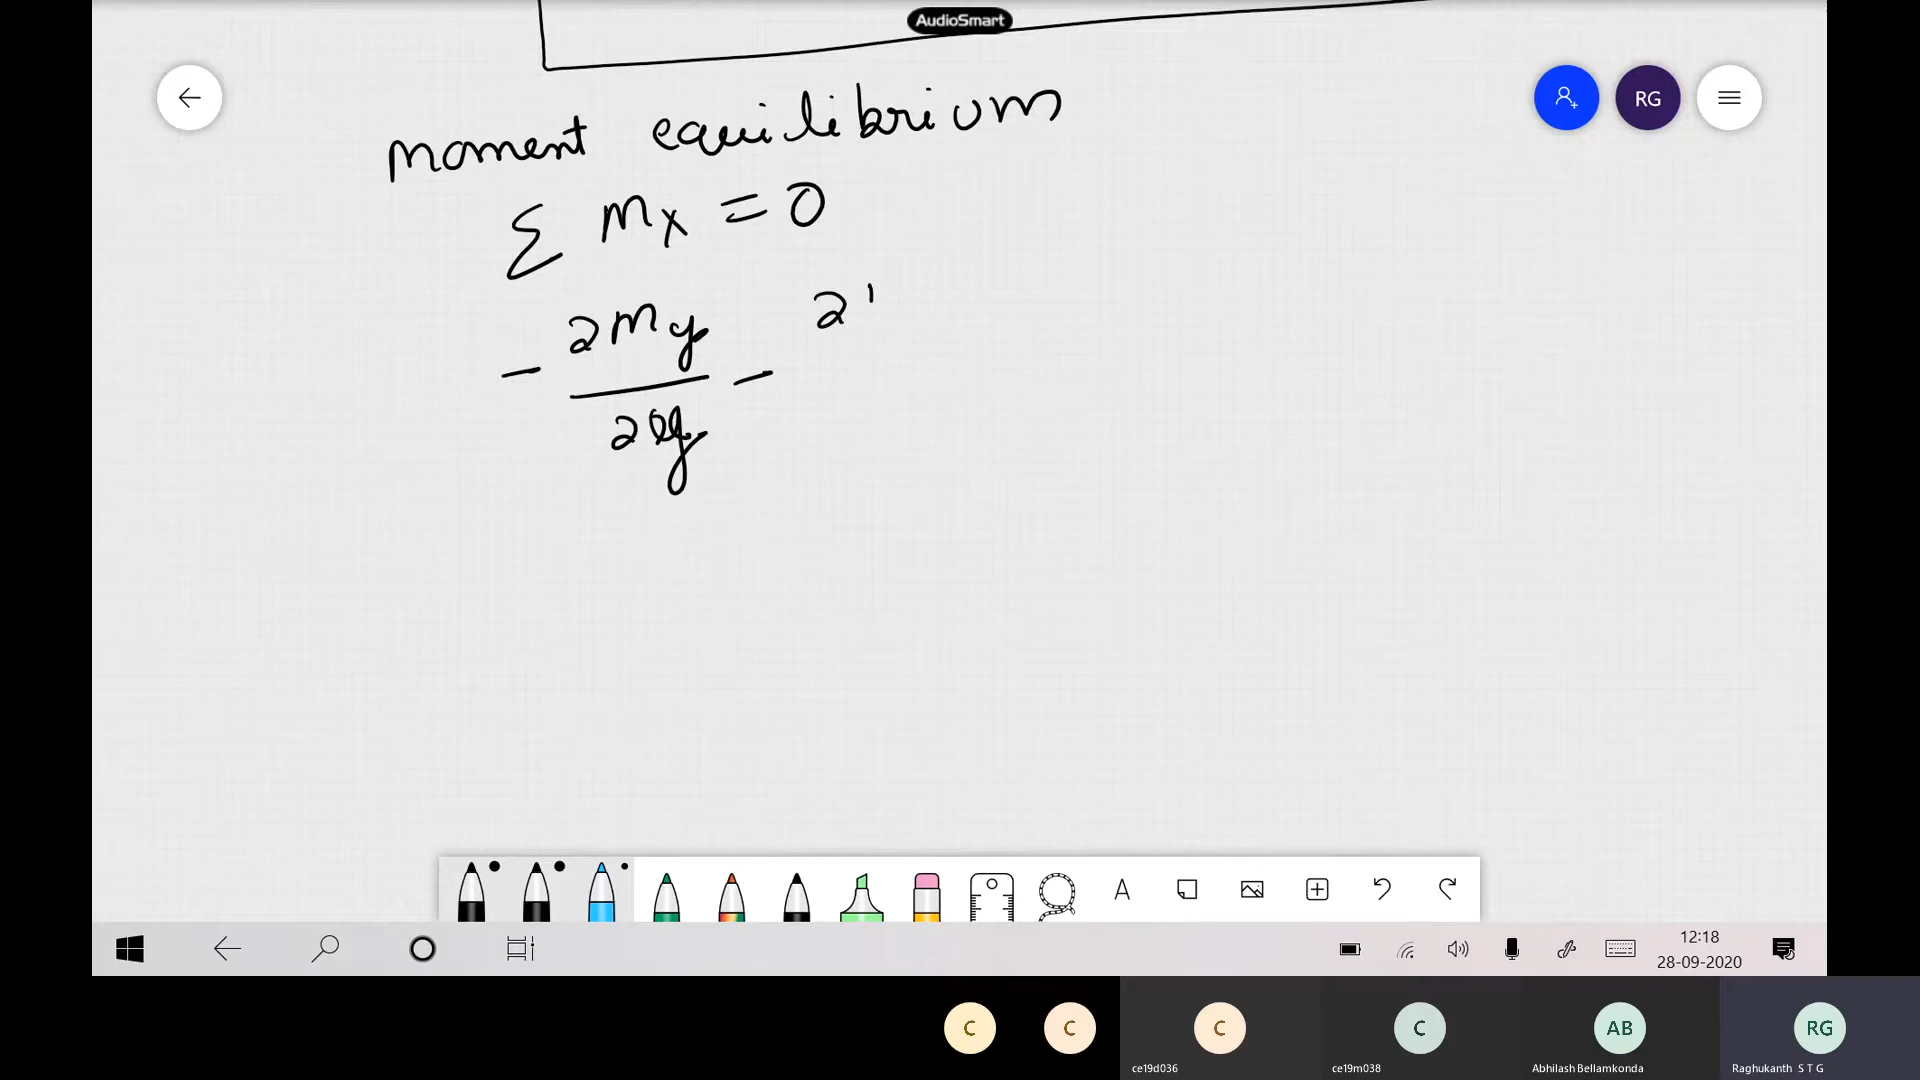 AudioSmart
RG
moment equilibrium
∑ Mx = 0
- ∂My/∂y - ∂
A
12:18
28-09-2020
C C C C AB RG
ce19d036 ce19m038 Abhilash Bellamkonda Raghukanth S T G